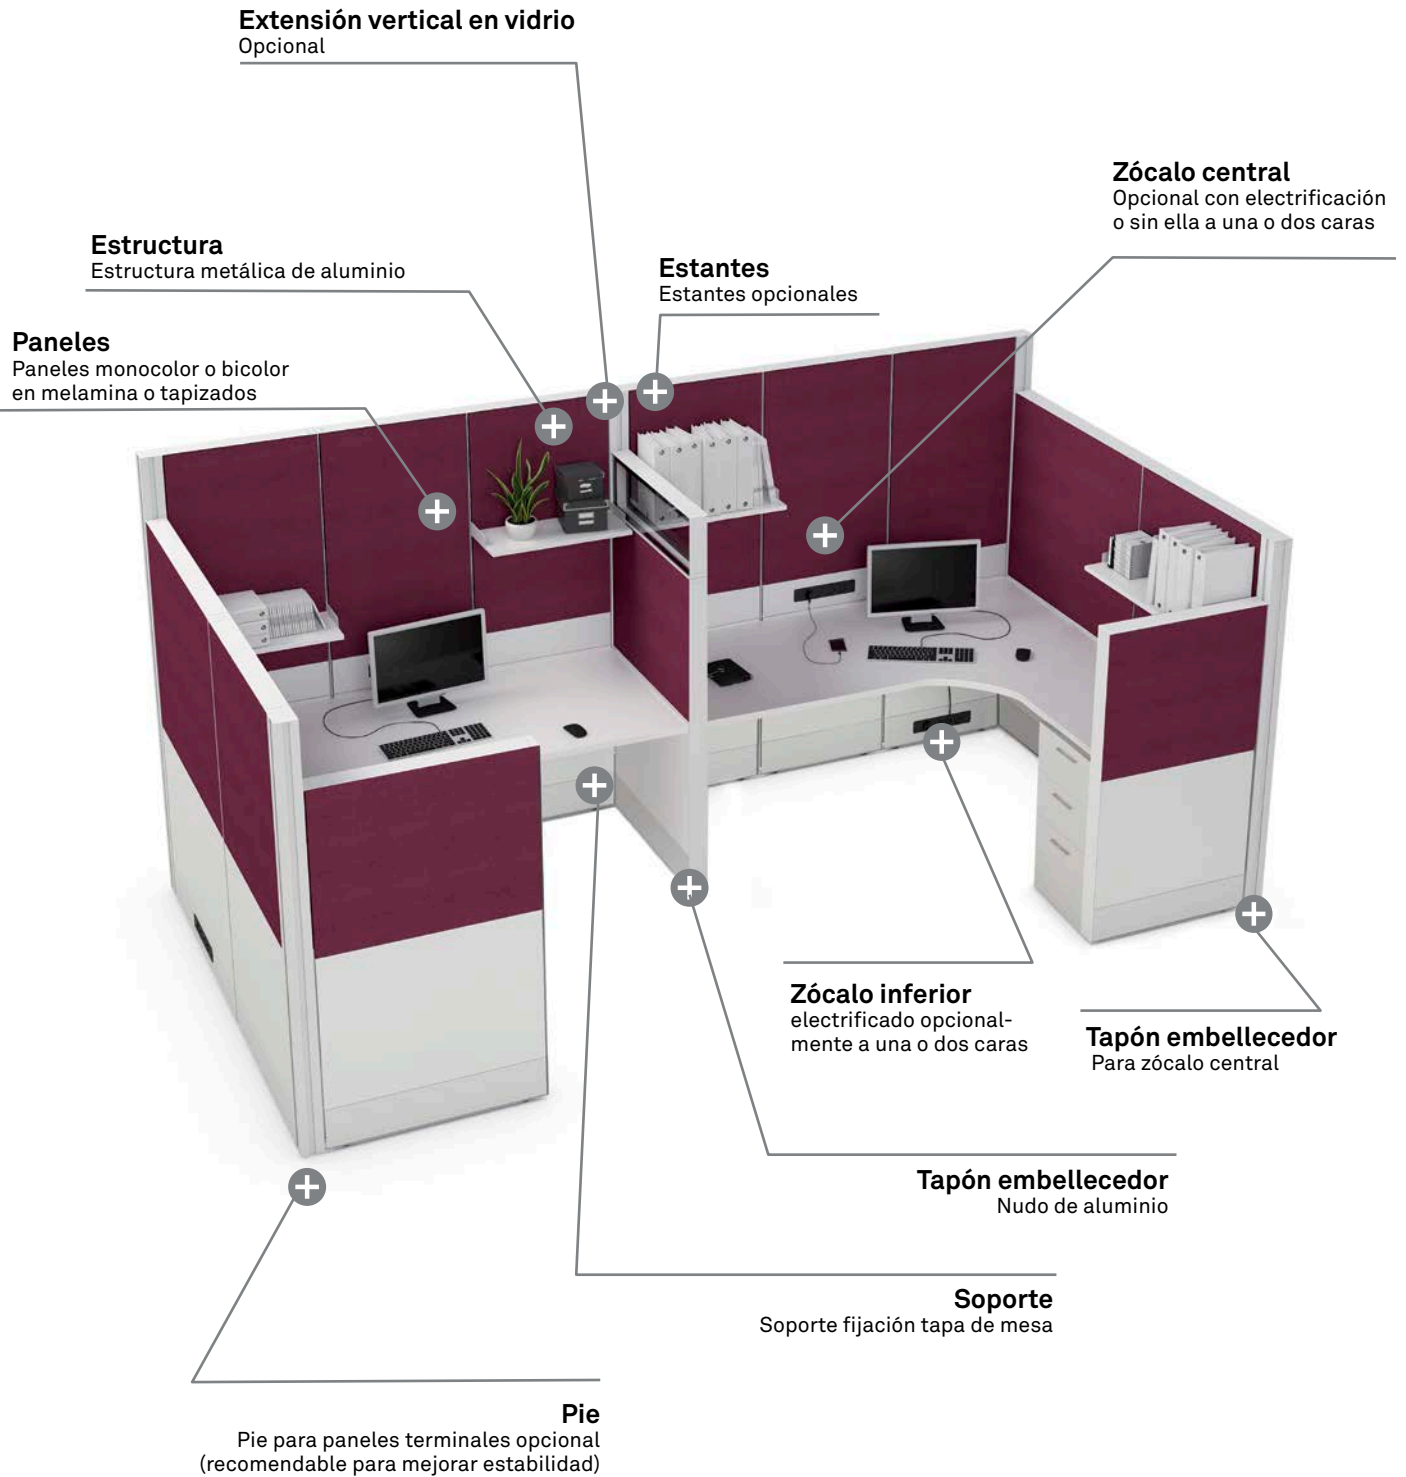 Extensión vertical en vidrio
Opcional
Zócalo central
Opcional con electrificación
o sin ella a una o dos caras
Estructura
Estructura metálica de aluminio
Estantes
Estantes opcionales
Paneles
Paneles monocolor o bicolor
en melamina o tapizados
Zócalo inferior
electrificado opcional-
mente a una o dos caras
Tapón embellecedor
Para zócalo central
Tapón embellecedor
Nudo de aluminio
Soporte
Soporte fijación tapa de mesa
Pie
Pie para paneles terminales opcional
(recomendable para mejorar estabilidad)